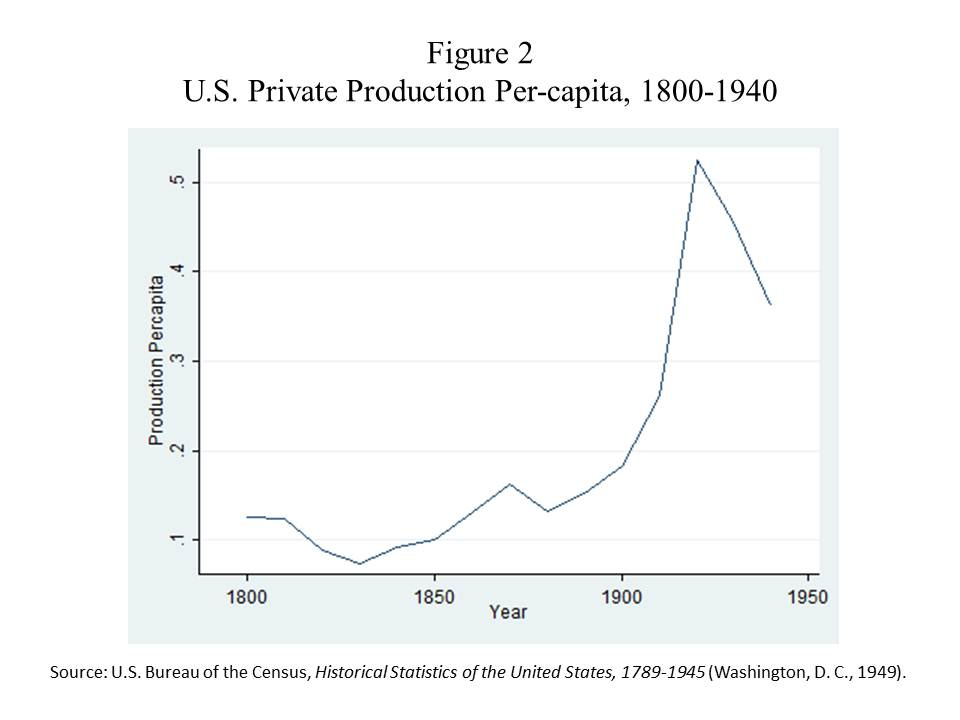 Figure 2
U.S. Private Production Per-capita, 1800-1940
Production Percapita
.5
.4
.3
.2
.1
1800
1850
1900
1950
Year
Source: U.S. Bureau of the Census, Historical Statistics of the United States, 1789-1945 (Washington, D. C., 1949).